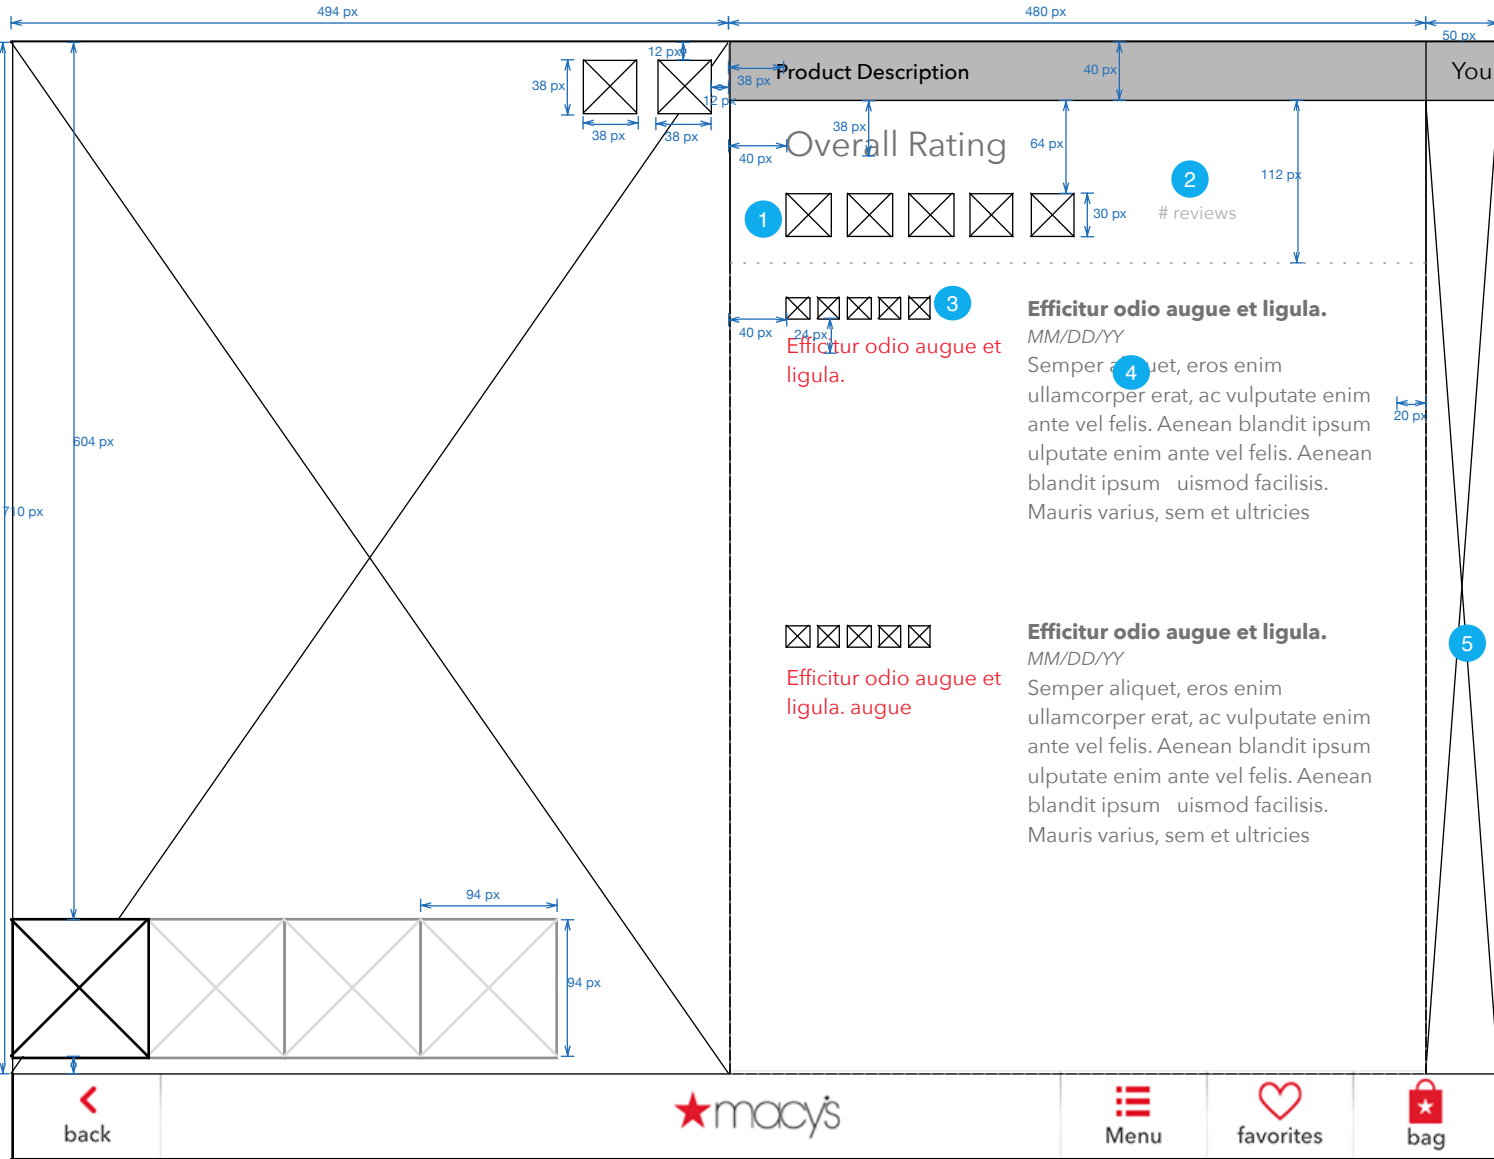 494 px
480 px
50 px
12 px
38 px
38 px
38 px
12 px
38 px
Product Description
40 px
You
38 px
40 px
Overall Rating
64 px
112 px
1
30 px
2
# reviews
3
40 px
24 px
Efficitur odio augue et
ligula.
Efficitur odio augue et ligula.
MM/DD/YY
Semper aliquet, eros enim
ullamcorper erat, ac vulputate enim
ante vel felis. Aenean blandit ipsum
ulputate enim ante vel felis. Aenean
blandit ipsum uismod facilisis.
Mauris varius, sem et ultricies
4
20 px
604 px
710 px
Efficitur odio augue et
ligula. augue
Efficitur odio augue et ligula.
MM/DD/YY
Semper aliquet, eros enim
ullamcorper erat, ac vulputate enim
ante vel felis. Aenean blandit ipsum
ulputate enim ante vel felis. Aenean
blandit ipsum uismod facilisis.
Mauris varius, sem et ultricies
5
94 px
94 px
back
macy's
Menu
favorites
bag